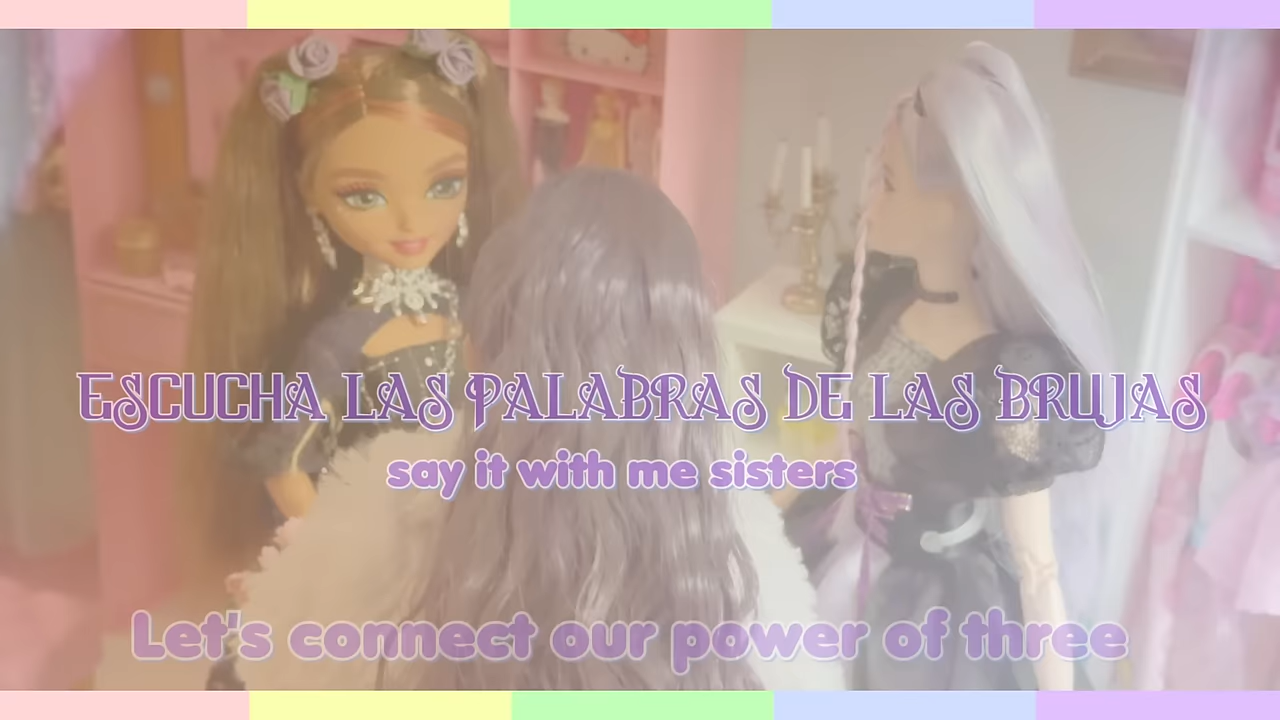 ESCUCHA LAS PALABRAS DE LAS BRUJAS
say it with me sisters
Let's connect our power of three